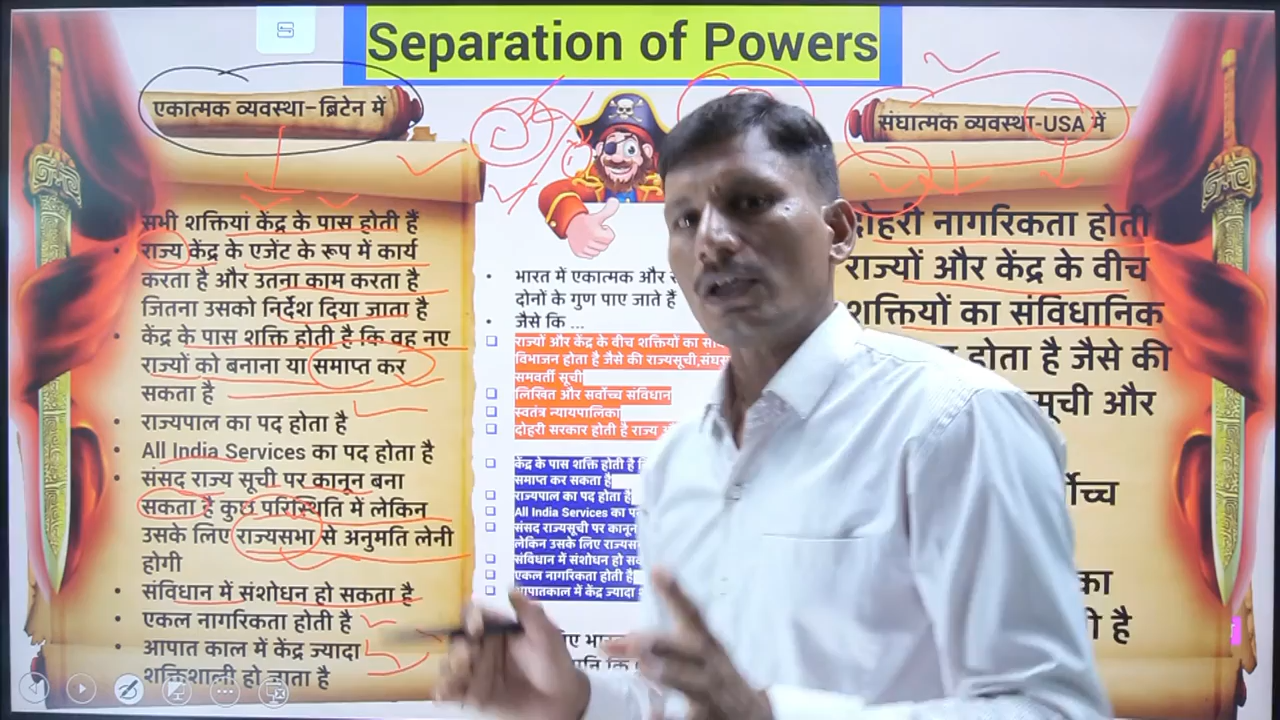 Separation of Powers
एकात्मक व्यवस्था-ब्रिटेन में
सभी शक्तियां केंद्र के पास होती हैं
राज्य केंद्र के एजेंट के रूप में कार्य
करता है और उतना काम करता है
जितना उसको निर्देश दिया जाता है
केंद्र के पास शक्ति होती है कि वह नए
राज्यों को बनाना या समाप्त कर
सकता है
राज्यपाल का पद होता है
All India Services का पद होता है
संसद राज्य सूची पर कानून बना
सकता है कुछ परिस्थिति में लेकिन
उसके लिए राज्यसभा से अनुमति लेनी
होगी
संविधान में संशोधन हो सकता है
एकल नागरिकता होती है
आपात काल में केंद्र ज्यादा
शक्तिशाली हो जाता है
भारत में एकात्मक और
दोनों के गुण पाए जाते हैं
जैसे कि ...
राज्यों और केंद्र के वीच शक्तियों का
विभाजन होता है जैसे की राज्यसूची,
समवर्ती सूची
लिखित और सर्वोच्च संविधान
स्वतंत्र न्यायपालिका
दोहरी सरकार होती है राज्य
केंद्र के पास शक्ति होती है
समाप्त कर सकता है
राज्यपाल का पद होता है
All India Services का
संसद राज्यसूची पर कानून
लेकिन उसके लिए
संविधान में संशोधन हो
एकल नागरिकता होती है
आपातकाल में केंद्र ज्यादा
संघात्मक व्यवस्था-USA में
दोहरी नागरिकता होती
राज्यों और केंद्र के वीच
शक्तियों का संविधानिक
होता है जैसे की
सूची और
का
है